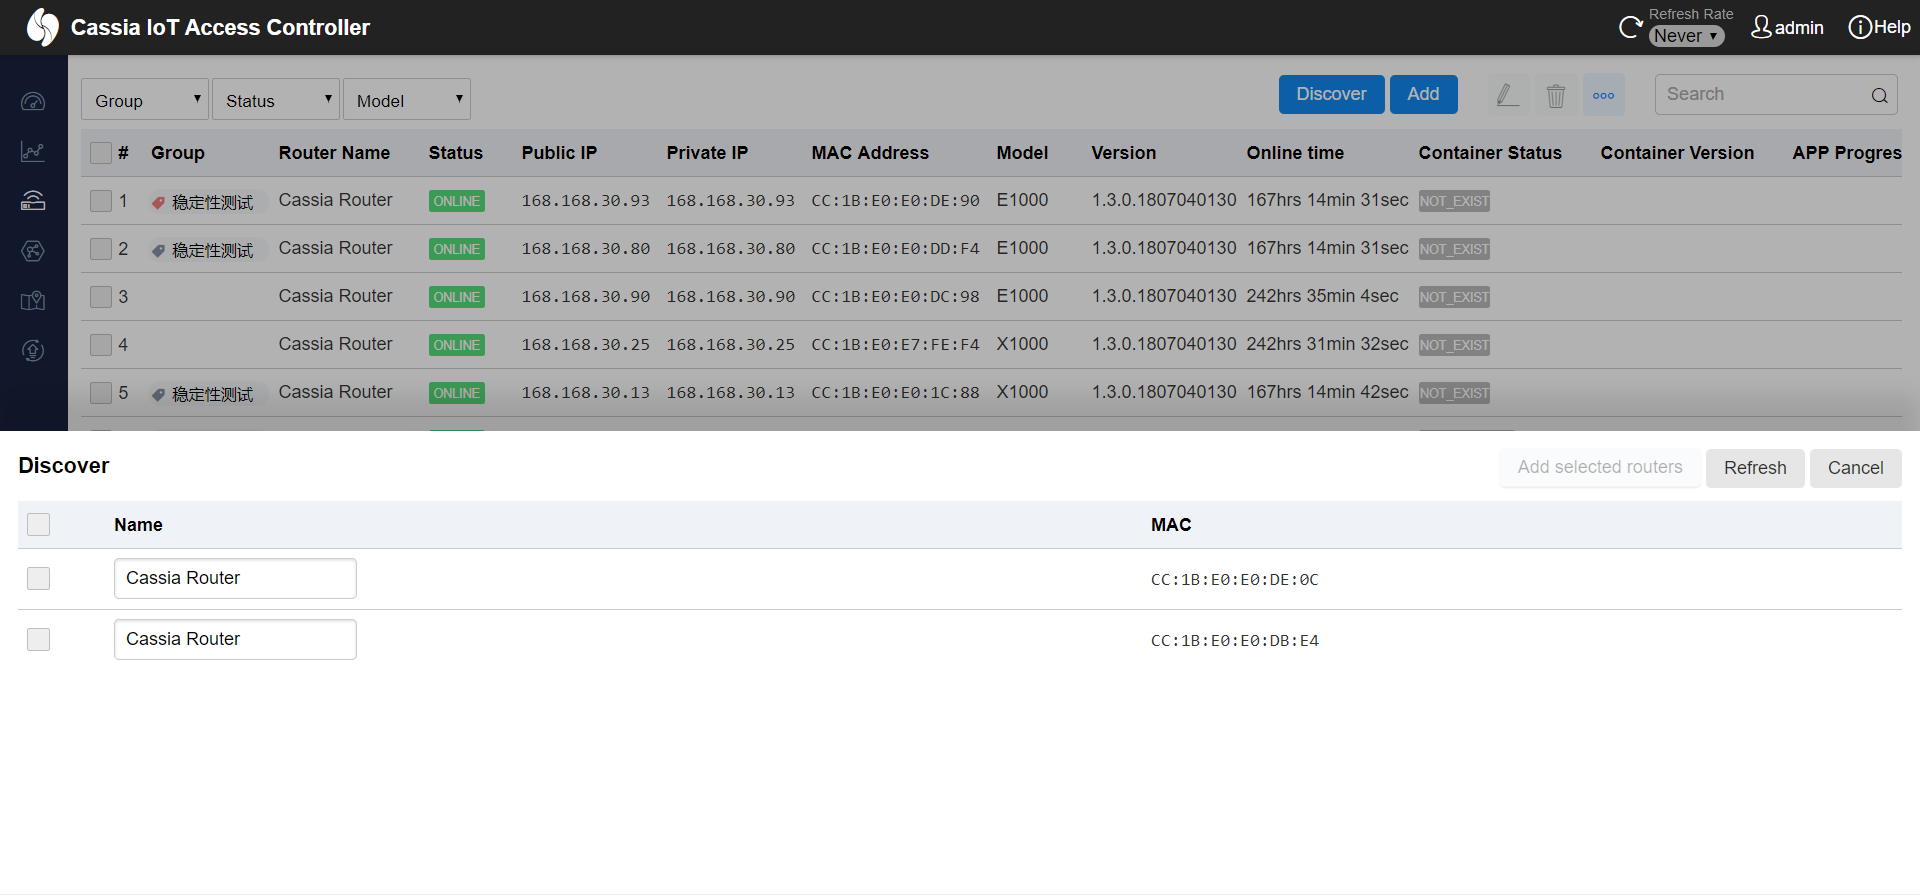 Cassia IoT Access Controller
Refresh Rate
Never
admin
Help
Group Status Model Discover Add Search
# Group Router Name Status Public IP Private IP MAC Address Model Version Online time Container Status Container Version APP Progres
1 稳定性测试 Cassia Router ONLINE 168.168.30.93 168.168.30.93 CC:1B:E0:E0:DE:90 E1000 1.3.0.1807040130 167hrs 14min 31sec NOT_EXIST
2 稳定性测试 Cassia Router ONLINE 168.168.30.80 168.168.30.80 CC:1B:E0:E0:DD:F4 E1000 1.3.0.1807040130 167hrs 14min 31sec NOT_EXIST
3 Cassia Router ONLINE 168.168.30.90 168.168.30.90 CC:1B:E0:E0:DC:98 E1000 1.3.0.1807040130 242hrs 35min 4sec NOT_EXIST
4 Cassia Router ONLINE 168.168.30.25 168.168.30.25 CC:1B:E0:E7:FE:F4 X1000 1.3.0.1807040130 242hrs 31min 32sec NOT_EXIST
5 稳定性测试 Cassia Router ONLINE 168.168.30.13 168.168.30.13 CC:1B:E0:E0:1C:88 X1000 1.3.0.1807040130 167hrs 14min 42sec NOT_EXIST
Discover Add selected routers Refresh Cancel
Name MAC
Cassia Router CC:1B:E0:E0:DE:0C
Cassia Router CC:1B:E0:E0:DB:E4